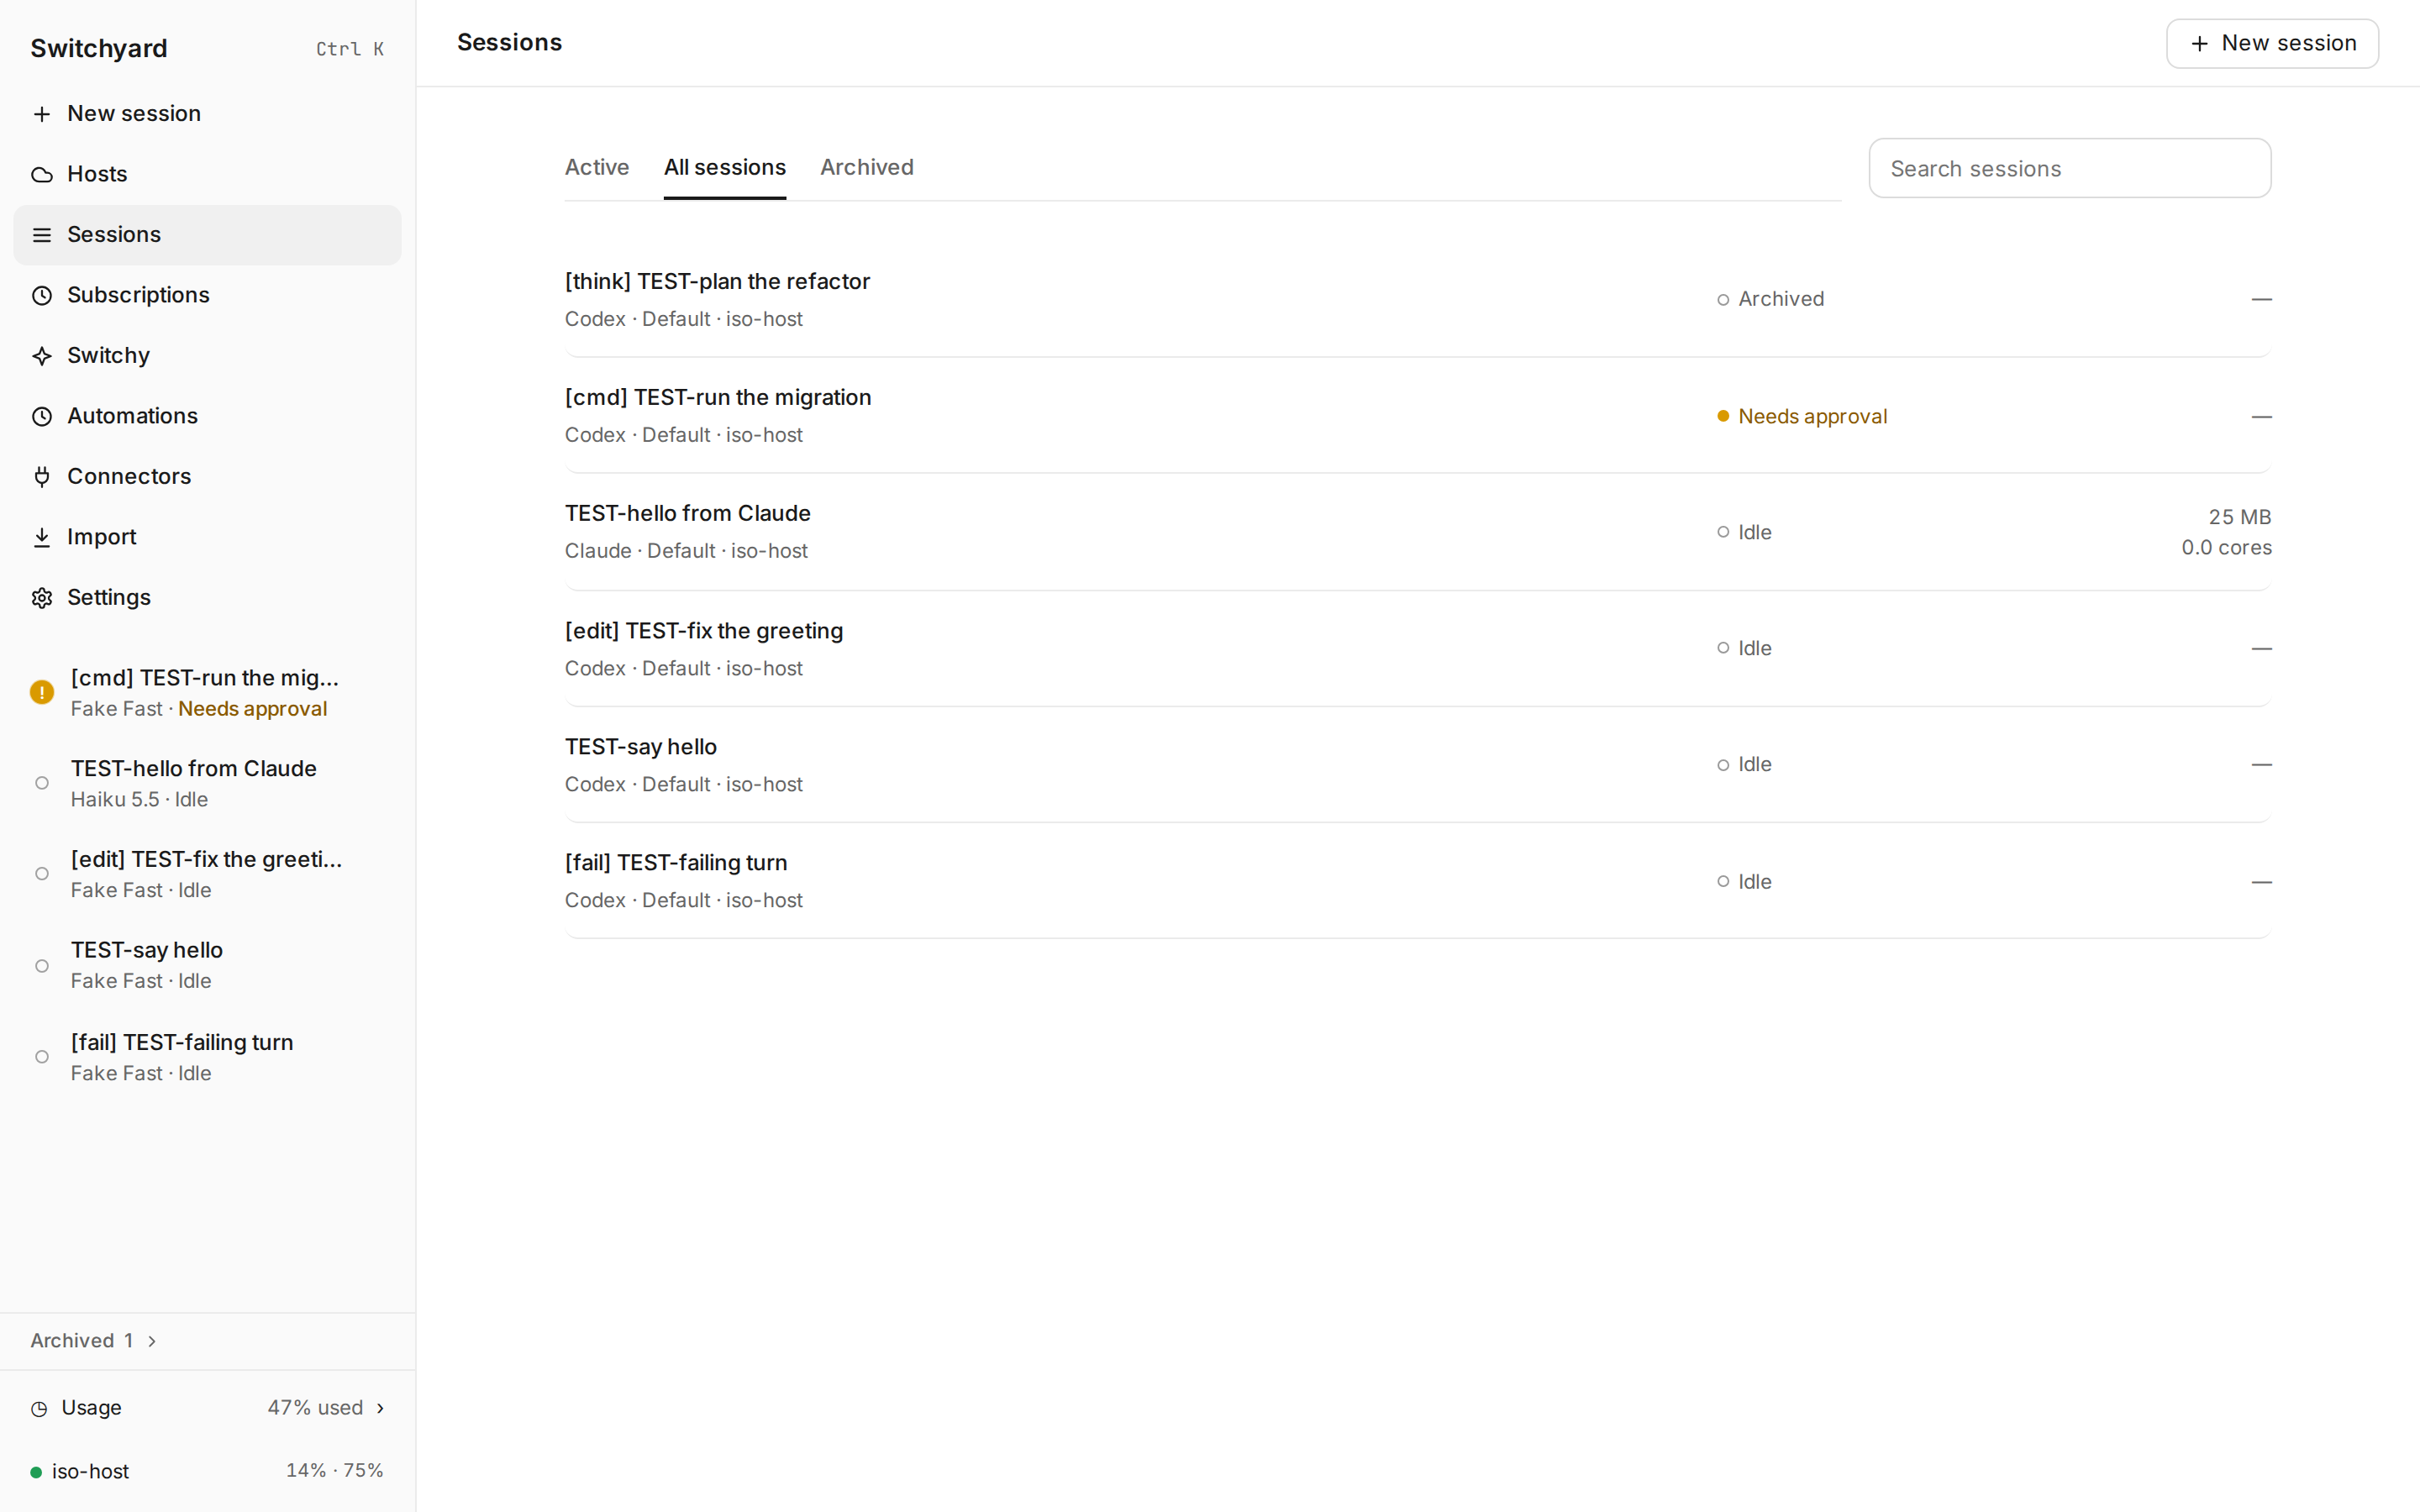 Switchyard
Ctrl K
New session
Hosts
Sessions
Subscriptions
Switchy
Automations
Connectors
Import
Settings
[cmd] TEST-run the mig...
Fake Fast · Needs approval
TEST-hello from Claude
Haiku 5.5 · Idle
[edit] TEST-fix the greeti...
Fake Fast · Idle
TEST-say hello
Fake Fast · Idle
[fail] TEST-failing turn
Fake Fast · Idle
Archived 1
Usage
47% used
iso-host
14% · 75%
Sessions
New session
Active
All sessions
Archived
Search sessions
[think] TEST-plan the refactor
Codex · Default · iso-host
Archived
—
[cmd] TEST-run the migration
Codex · Default · iso-host
Needs approval
—
TEST-hello from Claude
Claude · Default · iso-host
Idle
25 MB
0.0 cores
[edit] TEST-fix the greeting
Codex · Default · iso-host
Idle
—
TEST-say hello
Codex · Default · iso-host
Idle
—
[fail] TEST-failing turn
Codex · Default · iso-host
Idle
—